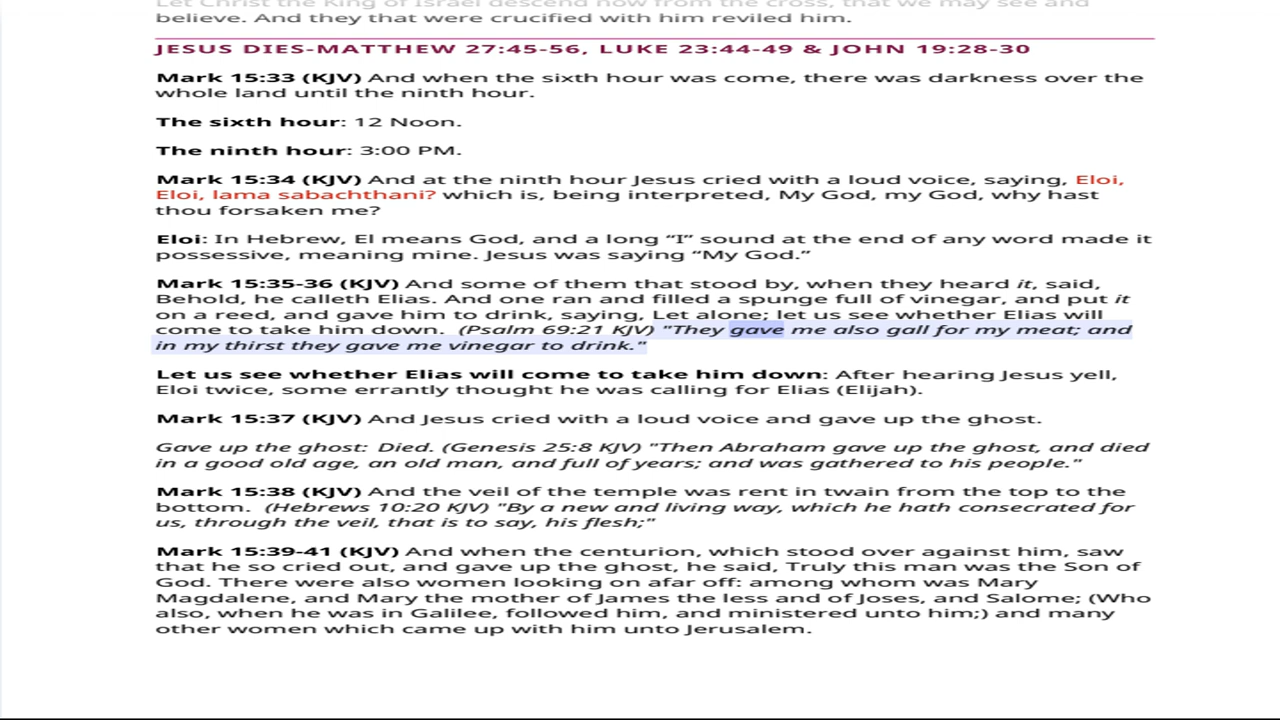 Let Christ the King of Israel descend now from the cross, that we may see and
believe. And they that were crucified with him reviled him.
JESUS DIES-MATTHEW 27:45-56, LUKE 23:44-49 & JOHN 19:28-30
Mark 15:33 (KJV) And when the sixth hour was come, there was darkness over the
whole land until the ninth hour.
The sixth hour: 12 Noon.
The ninth hour: 3:00 PM.
Mark 15:34 (KJV) And at the ninth hour Jesus cried with a loud voice, saying, Eloi,
Eloi, lama sabachthani? which is, being interpreted, My God, my God, why hast
thou forsaken me?
Eloi: In Hebrew, El means God, and a long “I” sound at the end of any word made it
possessive, meaning mine. Jesus was saying “My God.”
Mark 15:35-36 (KJV) And some of them that stood by, when they heard it, said,
Behold, he calleth Elias. And one ran and filled a spunge full of vinegar, and put it
on a reed, and gave him to drink, saying, Let alone; let us see whether Elias will
come to take him down. (Psalm 69:21 KJV) "They gave me also gall for my meat; and
in my thirst they gave me vinegar to drink."
Let us see whether Elias will come to take him down: After hearing Jesus yell,
Eloi twice, some errantly thought he was calling for Elias (Elijah).
Mark 15:37 (KJV) And Jesus cried with a loud voice and gave up the ghost.
Gave up the ghost: Died. (Genesis 25:8 KJV) "Then Abraham gave up the ghost, and died
in a good old age, an old man, and full of years; and was gathered to his people."
Mark 15:38 (KJV) And the veil of the temple was rent in twain from the top to the
bottom. (Hebrews 10:20 KJV) "By a new and living way, which he hath consecrated for
us, through the veil, that is to say, his flesh;"
Mark 15:39-41 (KJV) And when the centurion, which stood over against him, saw
that he so cried out, and gave up the ghost, he said, Truly this man was the Son of
God. There were also women looking on afar off: among whom was Mary
Magdalene, and Mary the mother of James the less and of Joses, and Salome; (Who
also, when he was in Galilee, followed him, and ministered unto him;) and many
other women which came up with him unto Jerusalem.